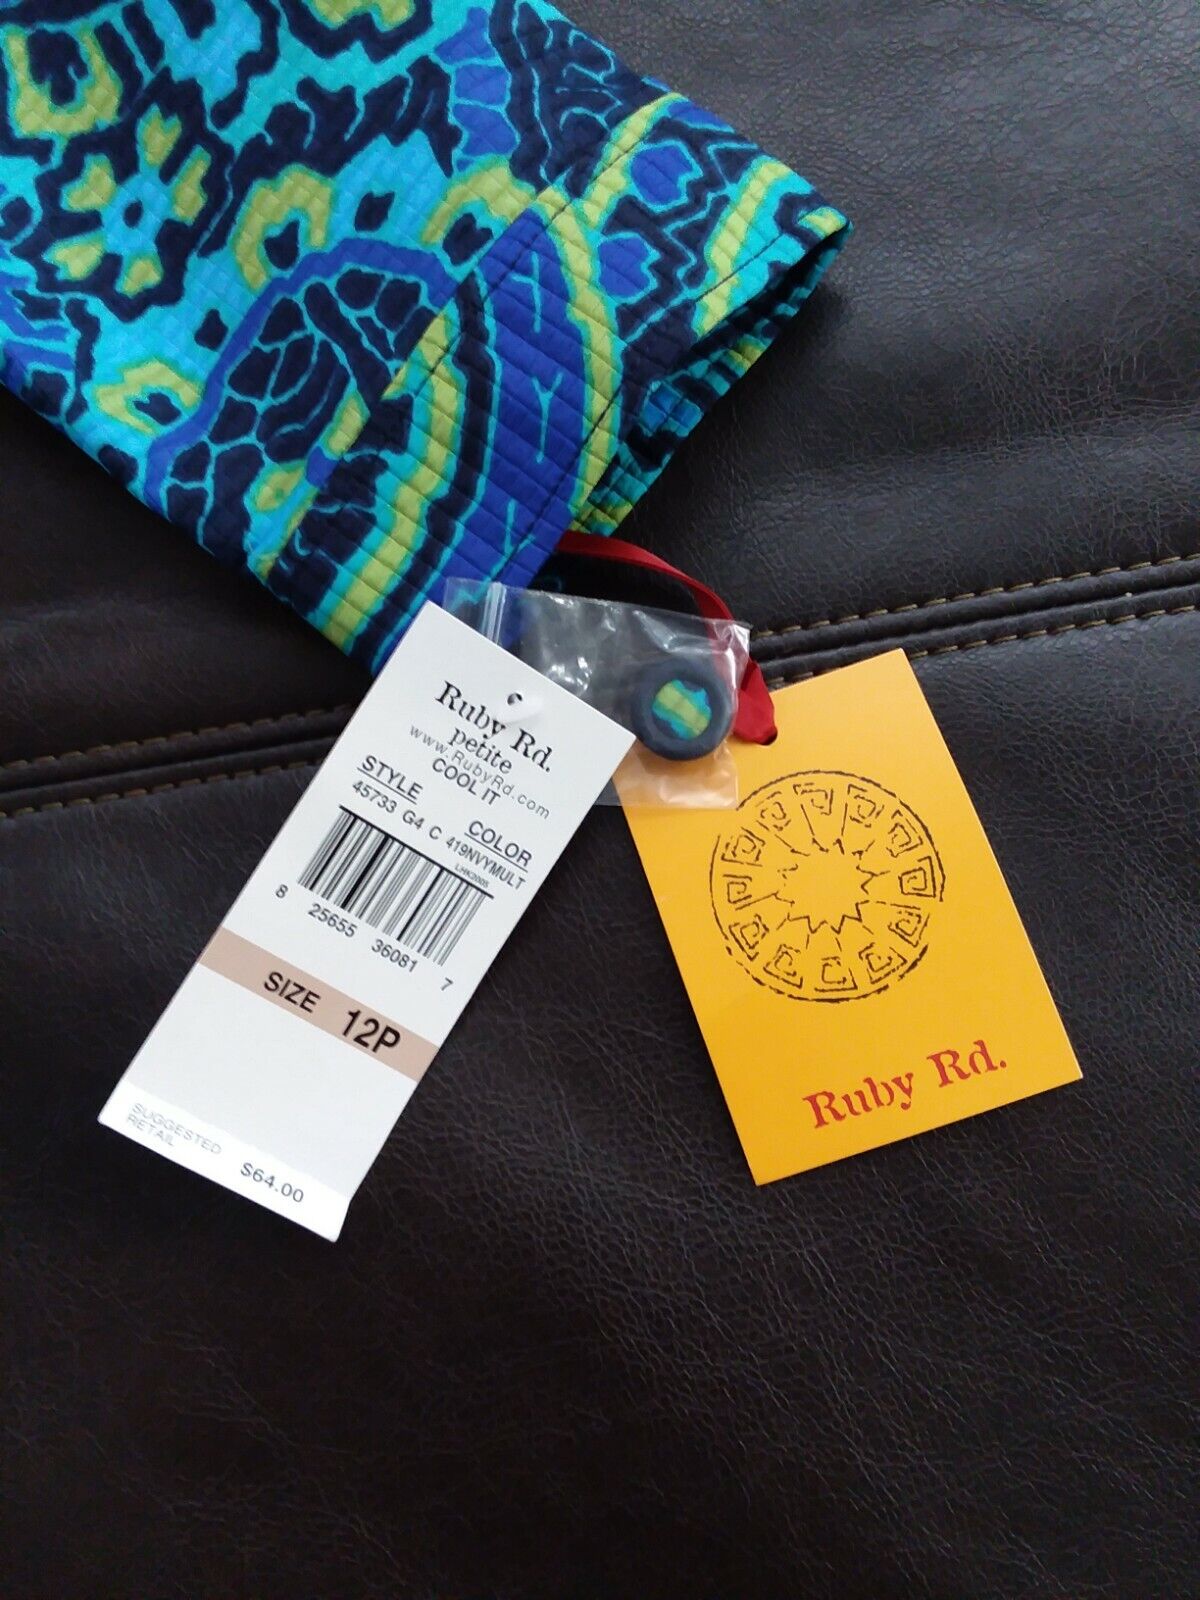 Ruby Rd.
petite
www.RubyRd.com
COOL IT
STYLE COLOR
45733 G4 C 419NVYMULT
LHK2005
8 25655 36081 7
SIZE 12P
SUGGESTED
RETAIL $64.00
Ruby Rd.